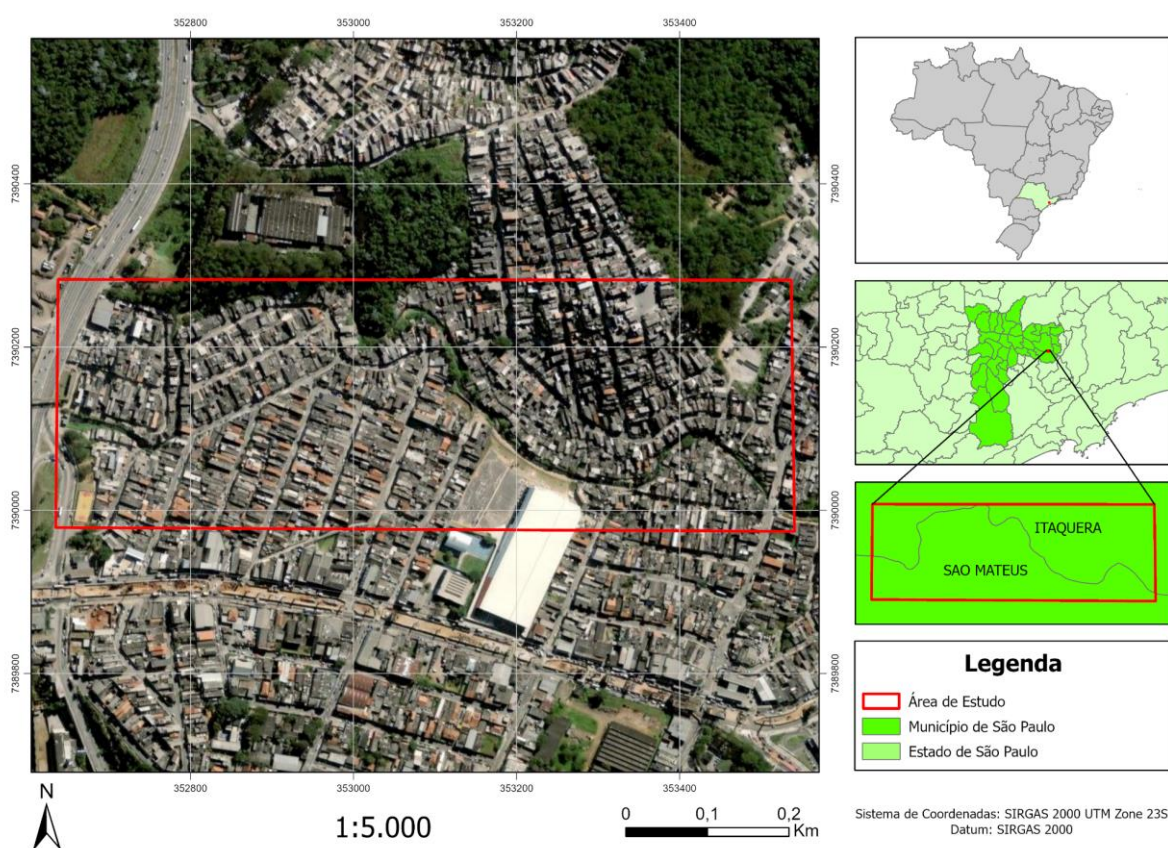 352800 353000 353200 353400
7390400 7390400
7390200 7390200
7390000 7390000
7389800 7389800
352800 353000 353200 353400
N
1:5.000
0 0,1 0,2
Km
ITAQUERA
SAO MATEUS
Legenda
Área de Estudo
Município de São Paulo
Estado de São Paulo
Sistema de Coordenadas: SIRGAS 2000 UTM Zone 23S
Datum: SIRGAS 2000